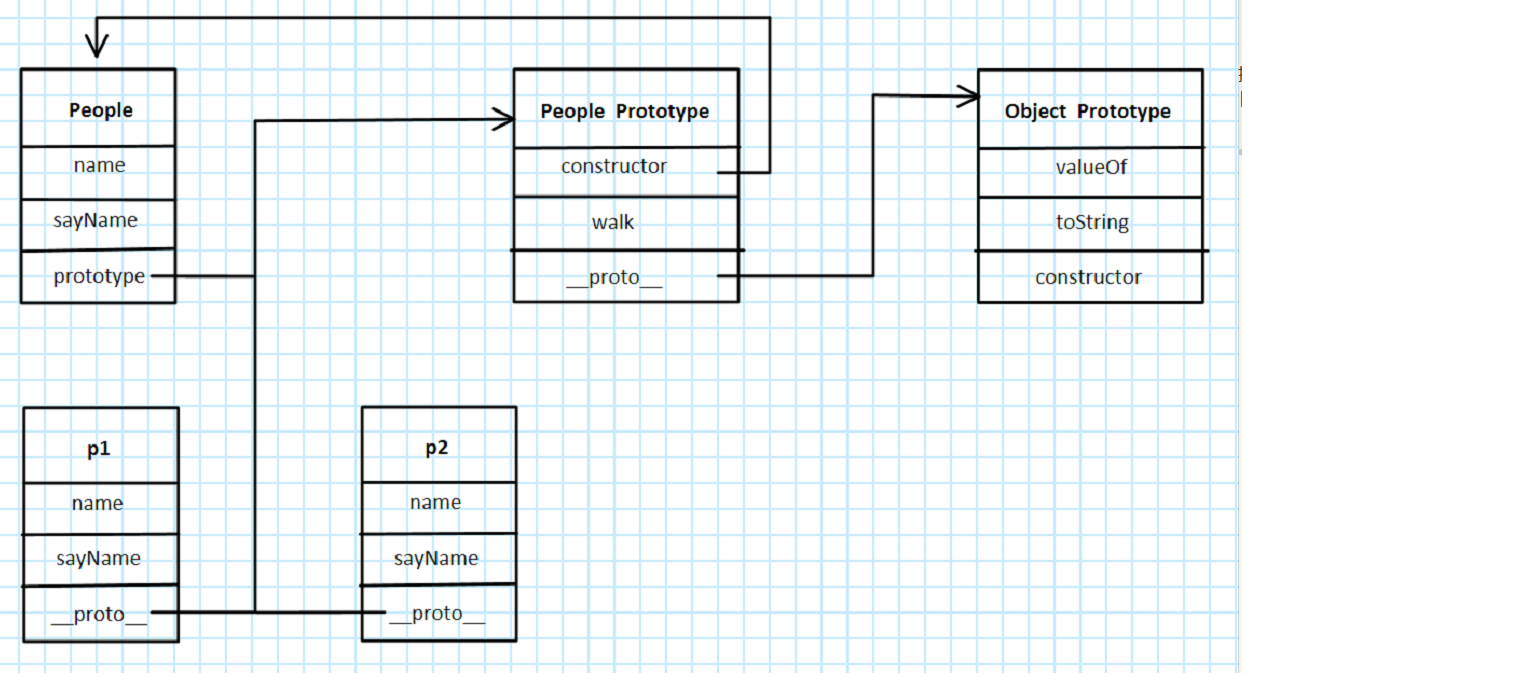 People
name
sayName
prototype
People Prototype
constructor
walk
__proto__
Object Prototype
valueOf
toString
constructor
p1
name
sayName
__proto__
p2
name
sayName
__proto__